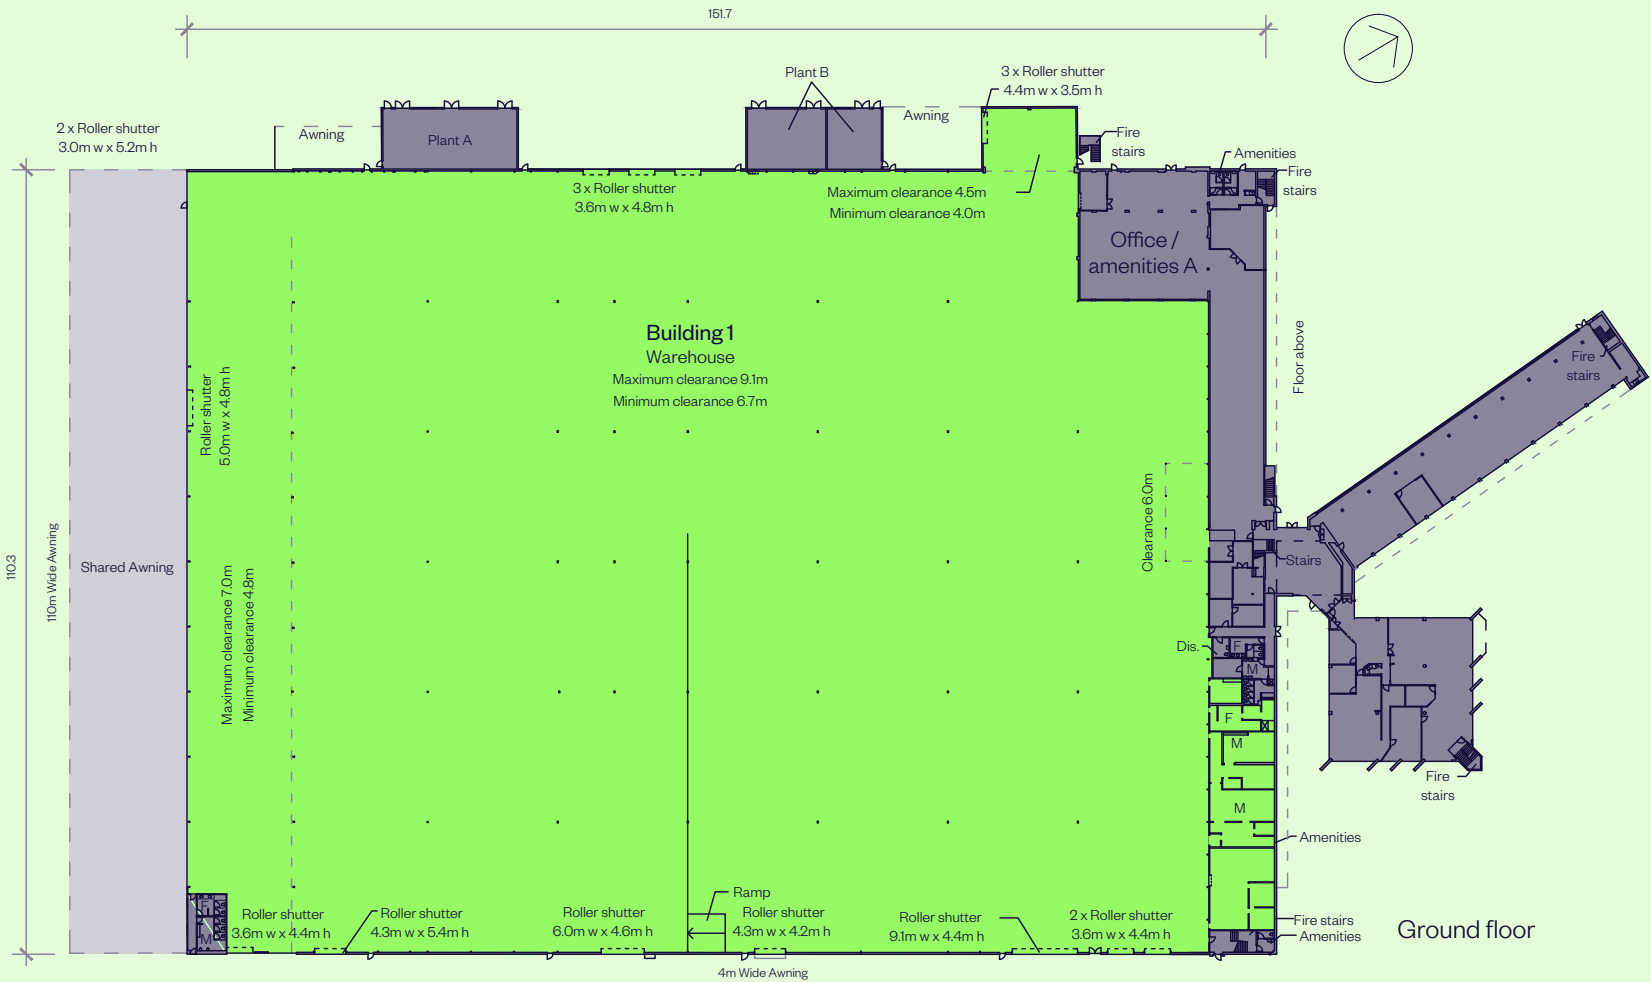 151.7
3 x Roller shutter
4.4m w x 3.5m h
Plant B
Awning
Awning
Plant A
2 x Roller shutter
3.0m w x 5.2m h
Fire
stairs
Amenities
Fire
stairs
3 x Roller shutter
3.6m w x 4.8m h
Maximum clearance 4.5m
Minimum clearance 4.0m
Office /
amenities A
Building 1
Warehouse
Maximum clearance 9.1m
Minimum clearance 6.7m
Floor above
Fire
stairs
Roller shutter
5.0m w x 4.8m h
Clearance 6.0m
110.3
110m Wide Awning
Shared Awning
Maximum clearance 7.0m
Minimum clearance 4.8m
Stairs
Dis.
F
M
F
M
M
Fire
stairs
Amenities
Ramp
F
M
Roller shutter
3.6m w x 4.4m h
Roller shutter
4.3m w x 5.4m h
Roller shutter
6.0m w x 4.6m h
Roller shutter
4.3m w x 4.2m h
Roller shutter
9.1m w x 4.4m h
2 x Roller shutter
3.6m w x 4.4m h
Fire stairs
Amenities
Ground floor
4m Wide Awning